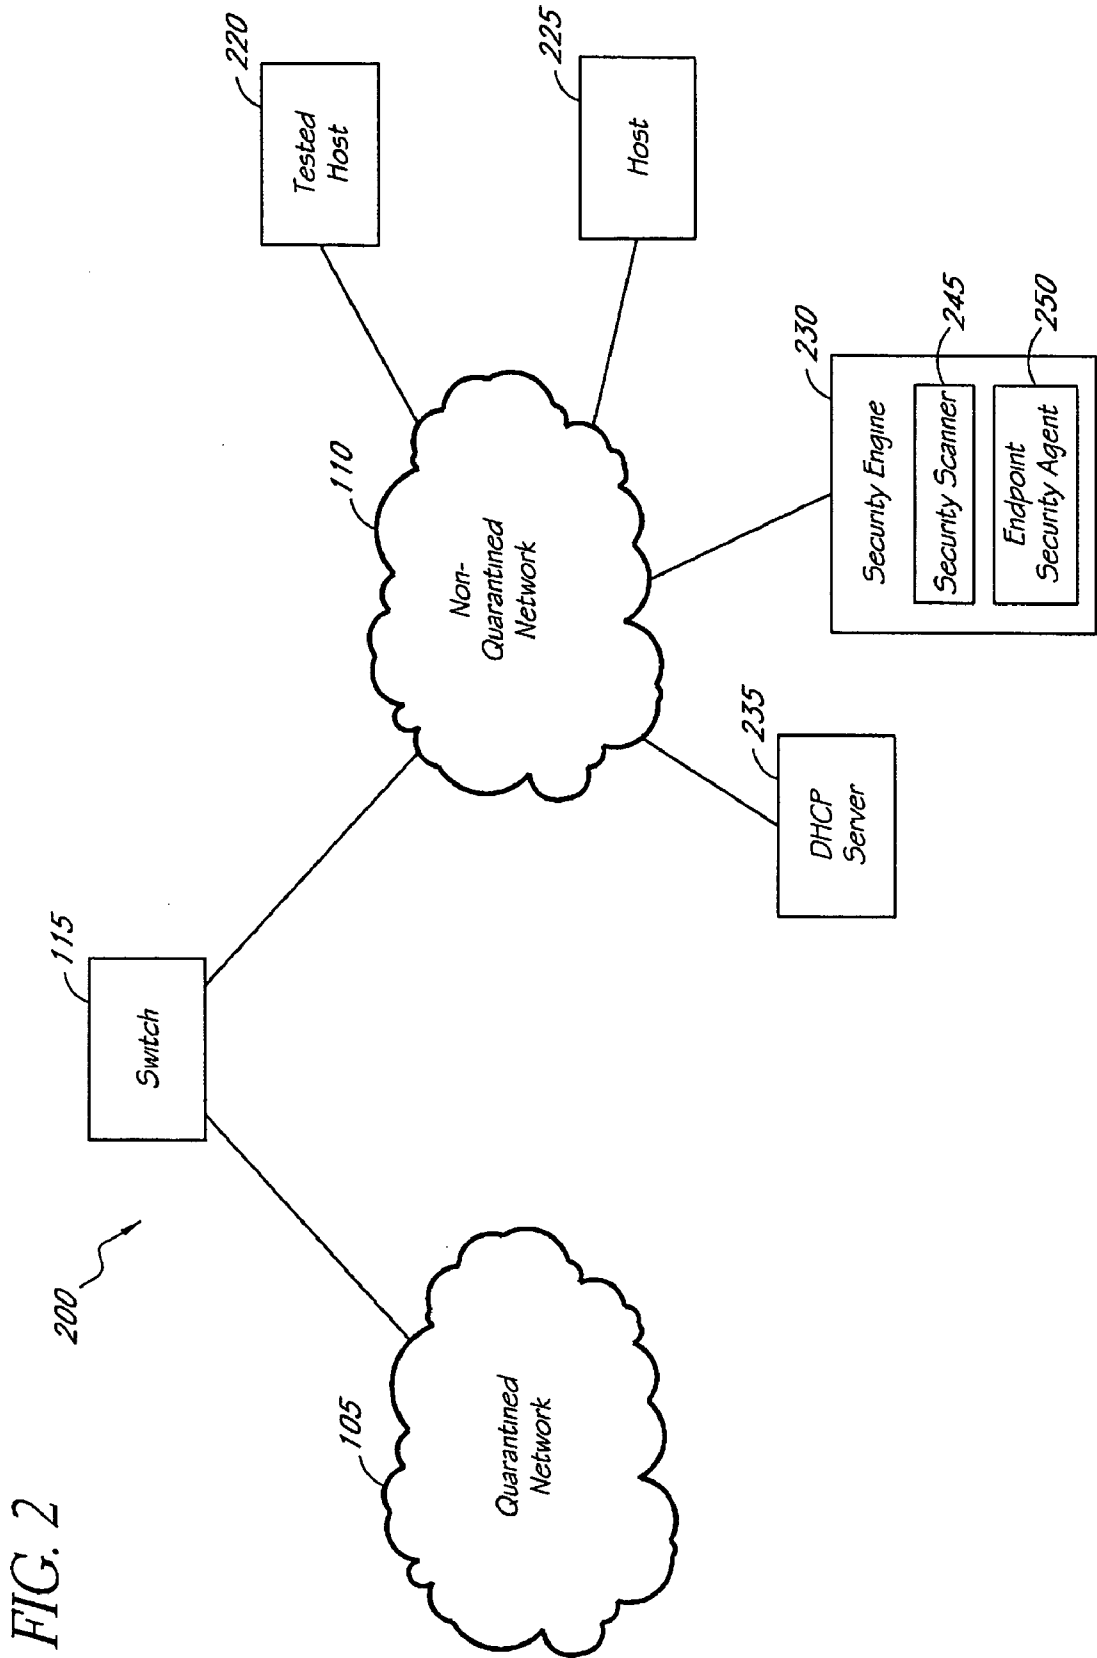 FIG. 2
200
115
Switch
105
Quarantined
Network
110
Non-
Quarantined
Network
220
Tested
Host
225
Host
235
DHCP
Server
230
Security Engine
245
Security Scanner
250
Endpoint
Security Agent